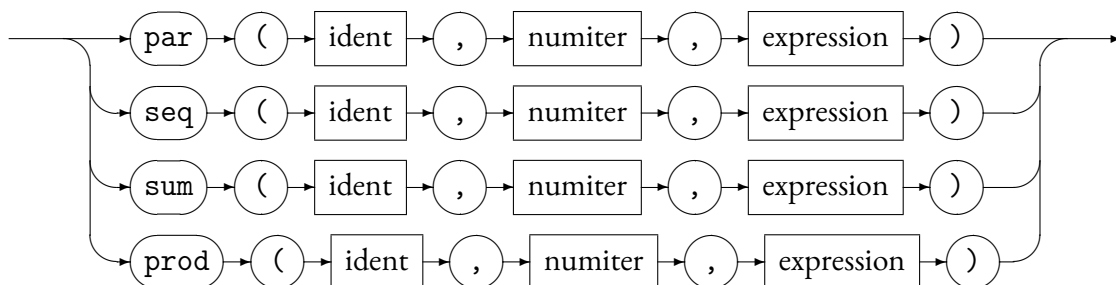 par ( ident , numiter , expression )
seq ( ident , numiter , expression )
sum ( ident , numiter , expression )
prod ( ident , numiter , expression )